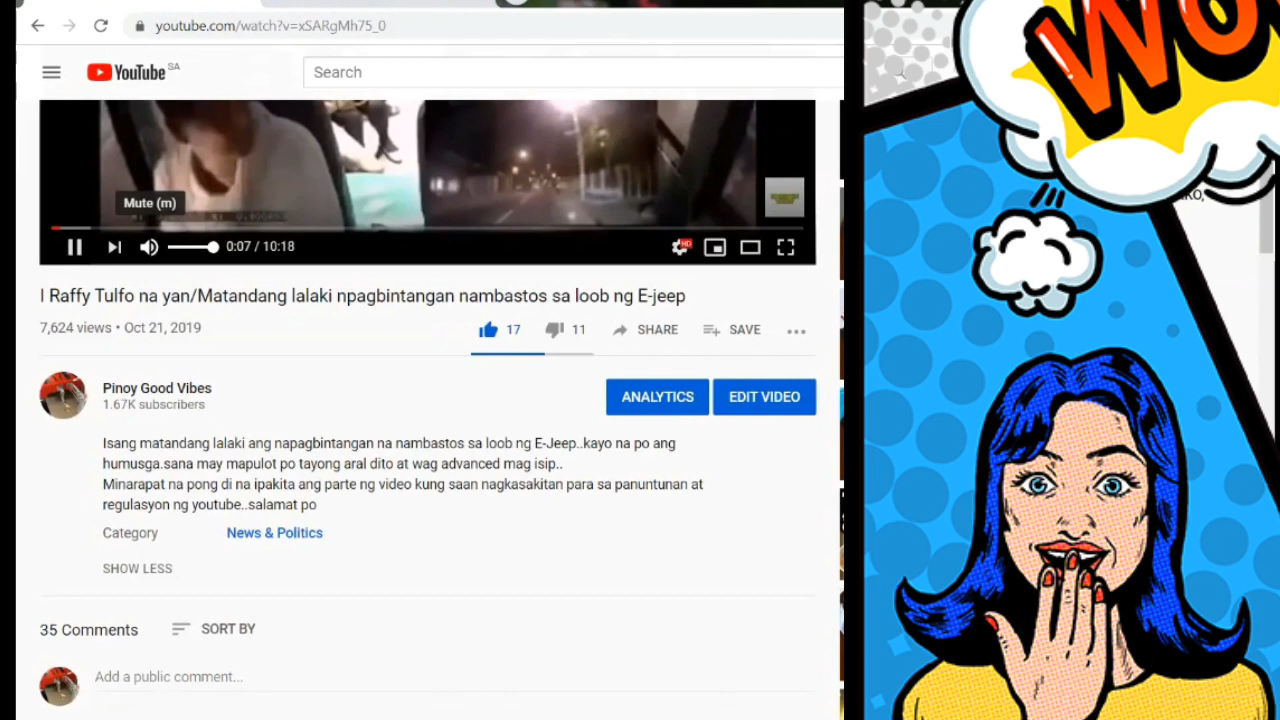 youtube.com/watch?v=xSARgMh75_0
YouTube SA
Search
WOW
Mute (m)
0:07 / 10:18
HD
I Raffy Tulfo na yan/Matandang lalaki npagbintangan nambastos sa loob ng E-jeep
7,624 views • Oct 21, 2019
17 11 SHARE SAVE
Pinoy Good Vibes
1.67K subscribers
ANALYTICS EDIT VIDEO
Isang matandang lalaki ang napagbintangan na nambastos sa loob ng E-Jeep..kayo na po ang
humusga.sana may mapulot po tayong aral dito at wag advanced mag isip..
Minarapat na pong di na ipakita ang parte ng video kung saan nagkasakitan para sa panuntunan at
regulasyon ng youtube..salamat po
Category News & Politics
SHOW LESS
35 Comments SORT BY
Add a public comment...